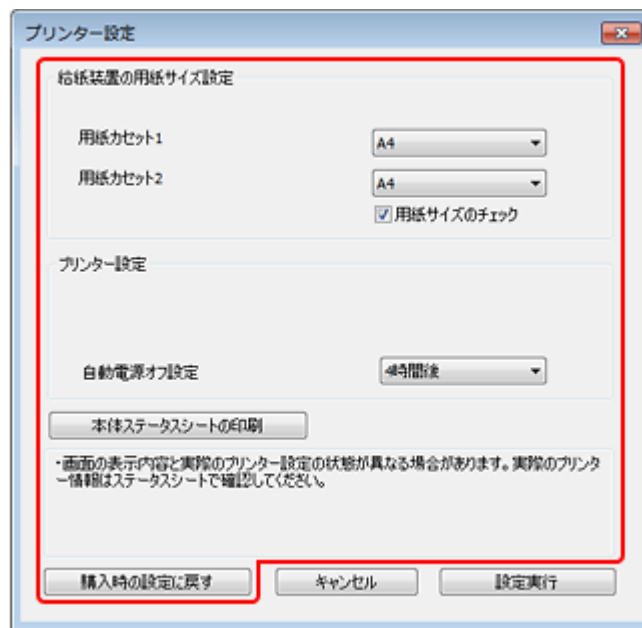 プリンター設定
給紙装置の用紙サイズ設定
用紙カセット1
A4
用紙カセット2
A4
用紙サイズのチェック
プリンター設定
自動電源オフ設定
4時間後
本体ステータスシートの印刷
・画面の表示内容と実際のプリンター設定の状態が異なる場合があります。実際のプリンタ
ー情報はステータスシートで確認してください。
購入時の設定に戻す
キャンセル
設定実行